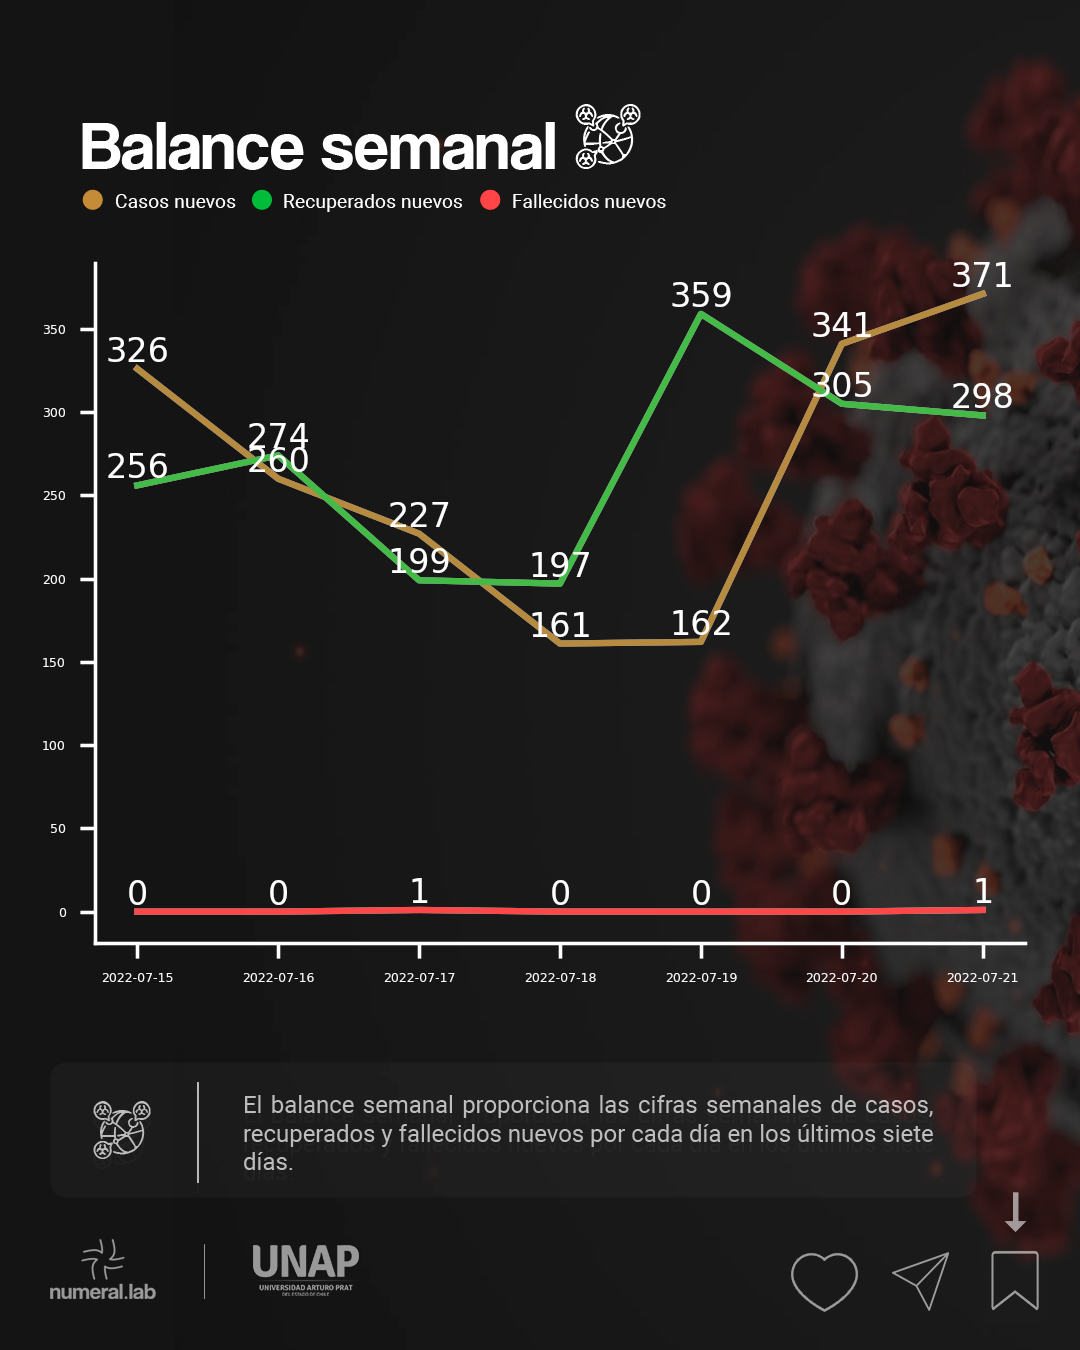 Balance semanal
Casos nuevos Recuperados nuevos Fallecidos nuevos
371
359
350
341
326
305
300
298
274
260
256
250
227
199
197
200
161
162
150
100
50
0 0 1 0 0 0 1
0
2022-07-15 2022-07-16 2022-07-17 2022-07-18 2022-07-19 2022-07-20 2022-07-21
El balance semanal proporciona las cifras semanales de casos,
recuperados y fallecidos nuevos por cada día en los últimos siete
días.
numeral.lab
UNAP
UNIVERSIDAD ARTURO PRAT
DEL ESTADO DE CHILE